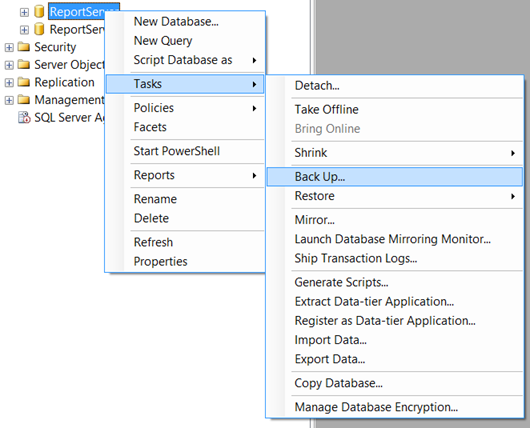 ReportServer
ReportServ
Security
Server Object
Replication
Management
SQL Server Ag
New Database...
New Query
Script Database as
Tasks
Policies
Facets
Start PowerShell
Reports
Rename
Delete
Refresh
Properties
Detach...
Take Offline
Bring Online
Shrink
Back Up...
Restore
Mirror...
Launch Database Mirroring Monitor...
Ship Transaction Logs...
Generate Scripts...
Extract Data-tier Application...
Register as Data-tier Application...
Import Data...
Export Data...
Copy Database...
Manage Database Encryption...